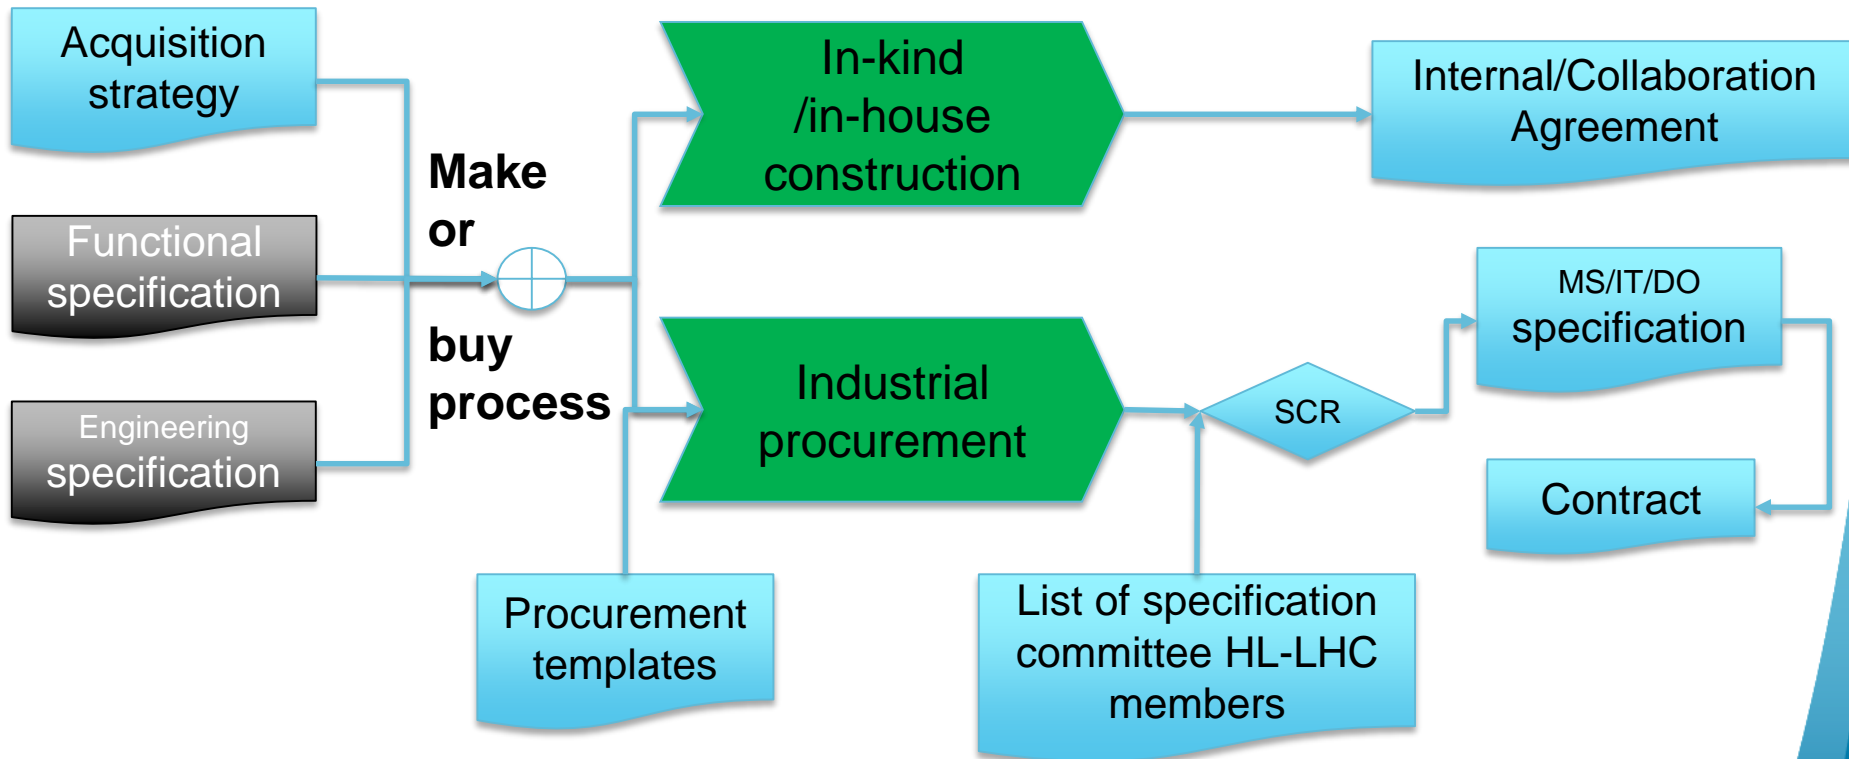 Acquisition
strategy
Functional
specification
Engineering
specification
Make
or
buy
process
In-kind
/in-house
construction
Internal/Collaboration
Agreement
Industrial
procurement
SCR
MS/IT/DO
specification
Contract
Procurement
templates
List of specification
committee HL-LHC
members